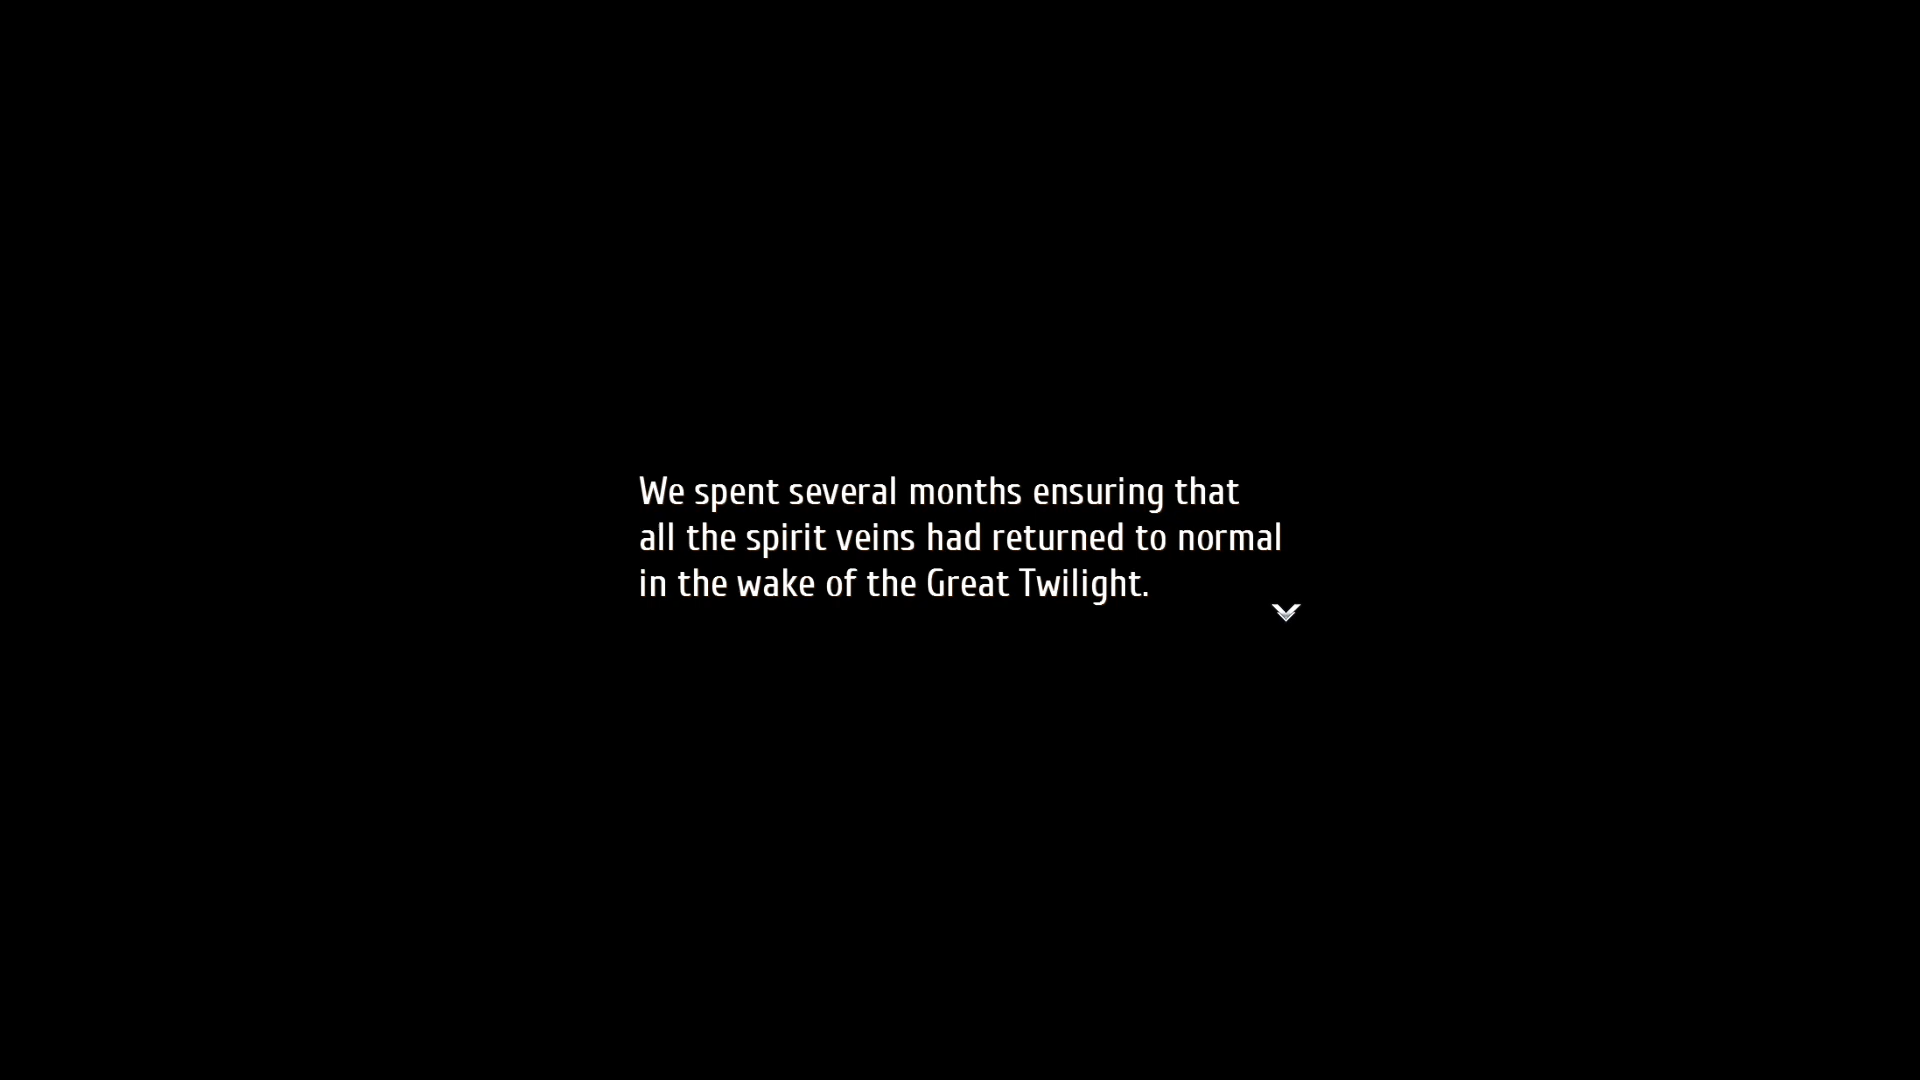 We spent several months ensuring that
all the spirit veins had returned to normal
in the wake of the Great Twilight.